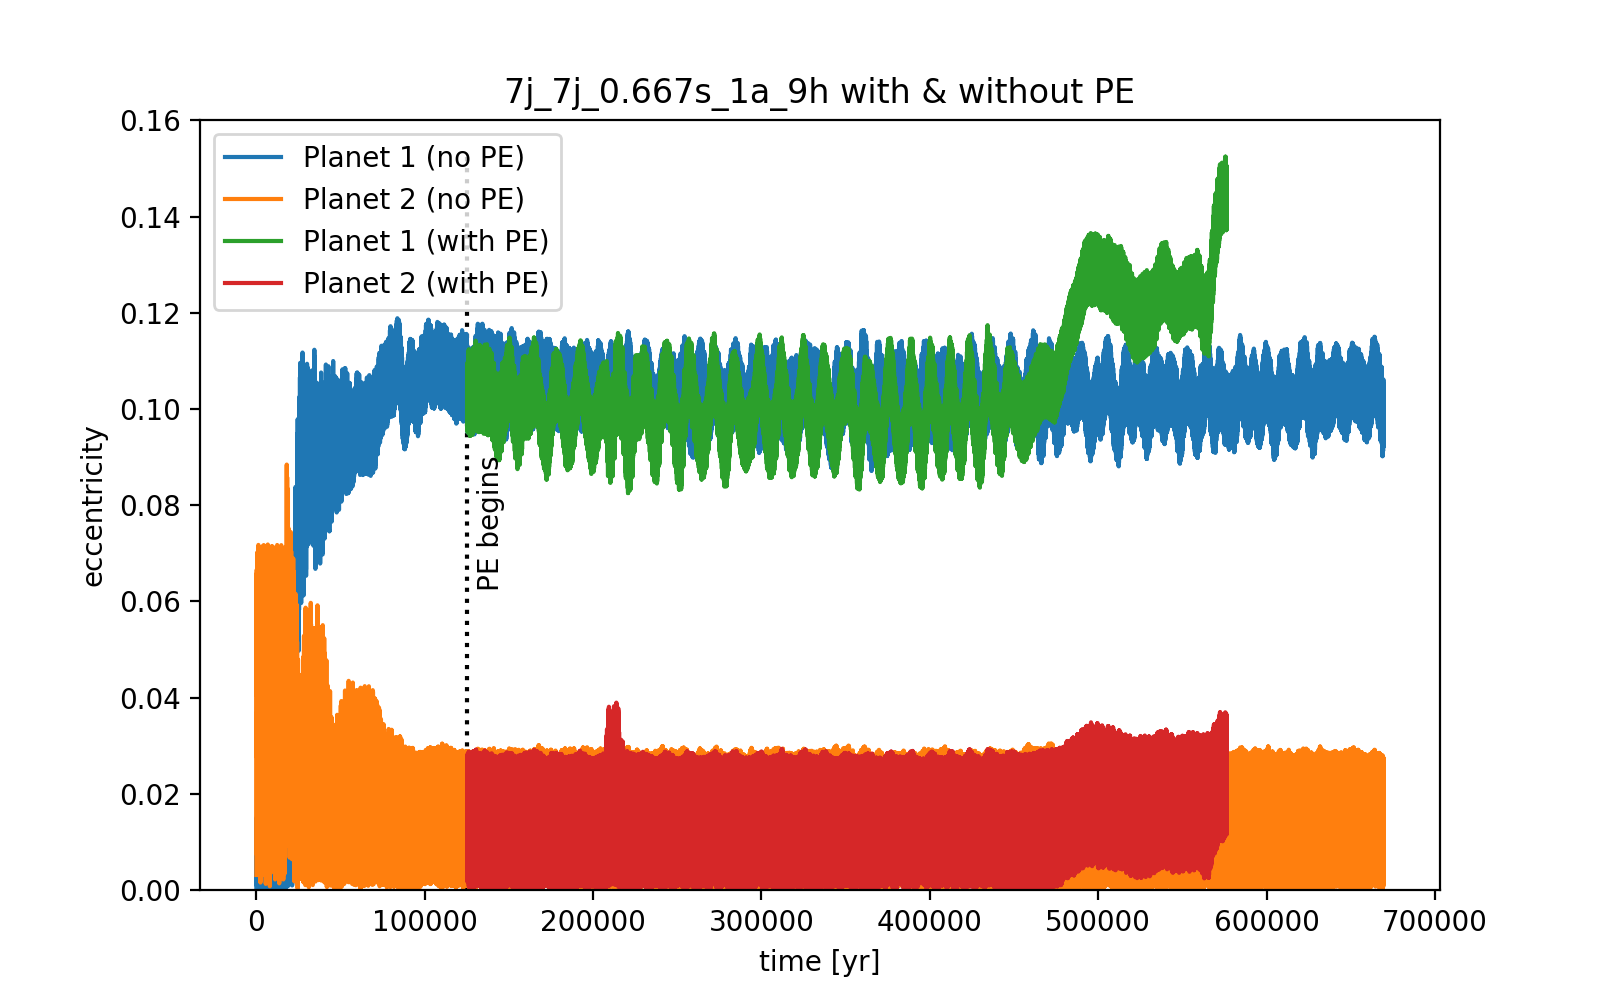 7j_7j_0.667s_1a_9h with & without PE
0.16
0.14
0.12
0.10
0.08
0.06
0.04
0.02
0.00
eccentricity
Planet 1 (no PE)
Planet 2 (no PE)
Planet 1 (with PE)
Planet 2 (with PE)
PE begins
0
100000
200000
300000
400000
500000
600000
700000
time [yr]